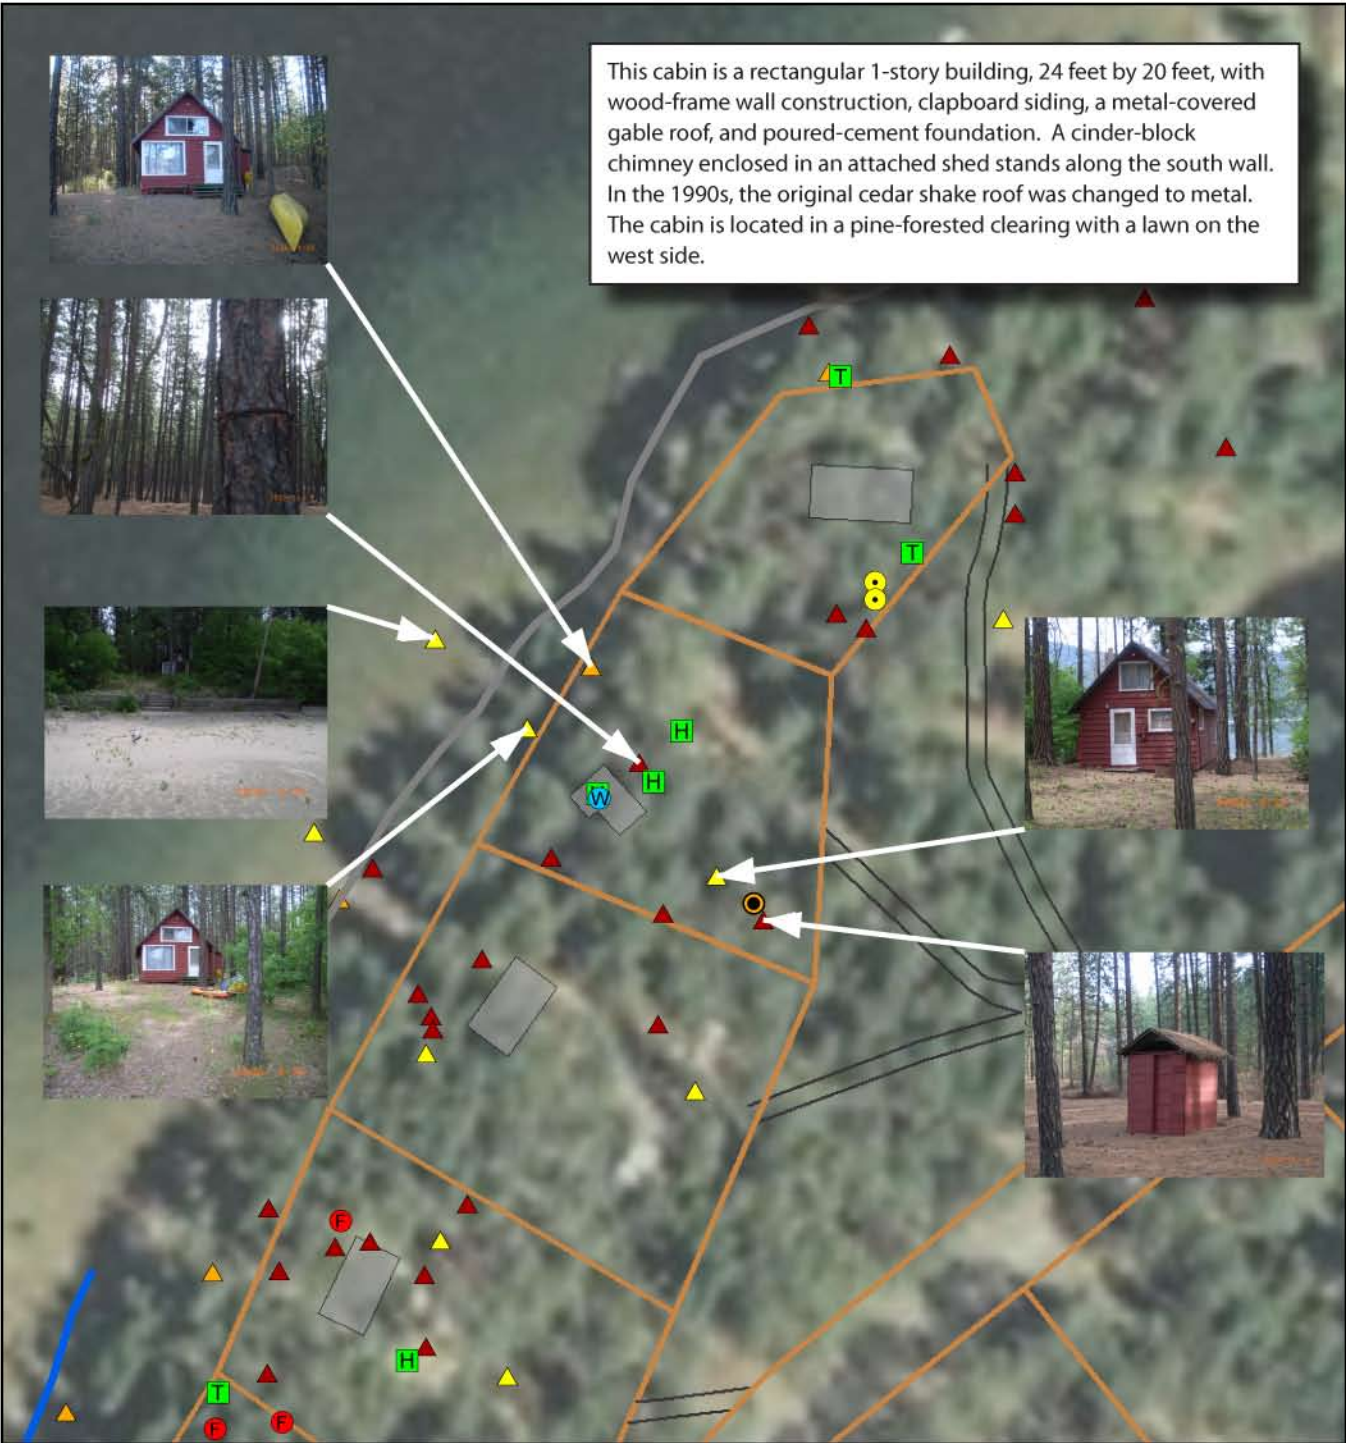 This cabin is a rectangular 1-story building, 24 feet by 20 feet, with
wood-frame wall construction, clapboard siding, a metal-covered
gable roof, and poured-cement foundation.  A cinder-block
chimney enclosed in an attached shed stands along the south wall.
In the 1990s, the original cedar shake roof was changed to metal.
The cabin is located in a pine-forested clearing with a lawn on the
west side.
T
T
H
H
W
F
H
T
F
F